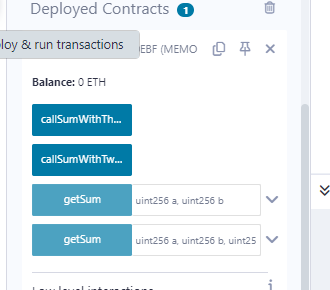 Deployed Contracts 1
oloy & run transactions
EBF (MEMO
Balance: 0 ETH
callSumWithTh...
callSumWithTw...
getSum uint256 a, uint256 b
getSum uint256 a, uint256 b, uint25
Low level interactions
i